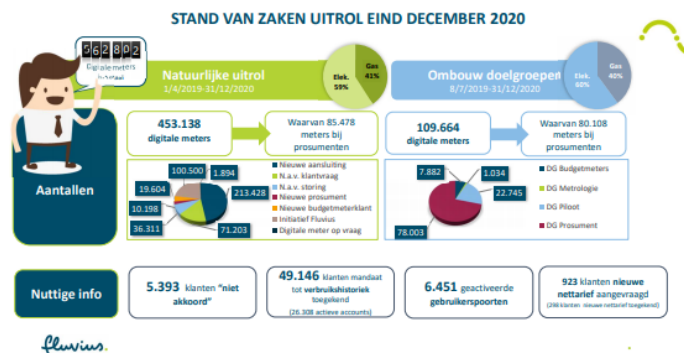 STAND VAN ZAKEN UITROL EIND DECEMBER 2020
562802
Digitale meters
Natuurlijke uitrol
1/4/2019-31/12/2020
Elek.
59%
Gas
41%
Ombouw doelgroepen
8/7/2019-31/12/2020
Elek.
60%
Gas
40%
Aantallen
453.138
digitale meters
Waarvan 85.478
meters bij
prosumenten
109.664
digitale meters
Waarvan 80.108
meters bij
prosumenten
100.500
1.894
19.604
213.428
10.198
36.311
71.203
Nieuwe aansluiting
N.a.v. klantvraag
N.a.v. storing
Nieuwe prosument
Nieuwe budgetmeterklant
Initiatief Fluvius
Digitale meter op vraag
7.882
1.034
22.745
78.003
DG Budgetmeters
DG Metrologie
DG Piloot
DG Prosument
Nuttige info
5.393 klanten “niet
akkoord”
49.146 klanten mandaat
tot verbruikshistoriek
toegekend
(26.308 actieve accounts)
6.451 geactiveerde
gebruikerspoorten
923 klanten nieuwe
nettarief aangevraagd
(298 klanten nieuwe nettarief toegekend)
fluvius.